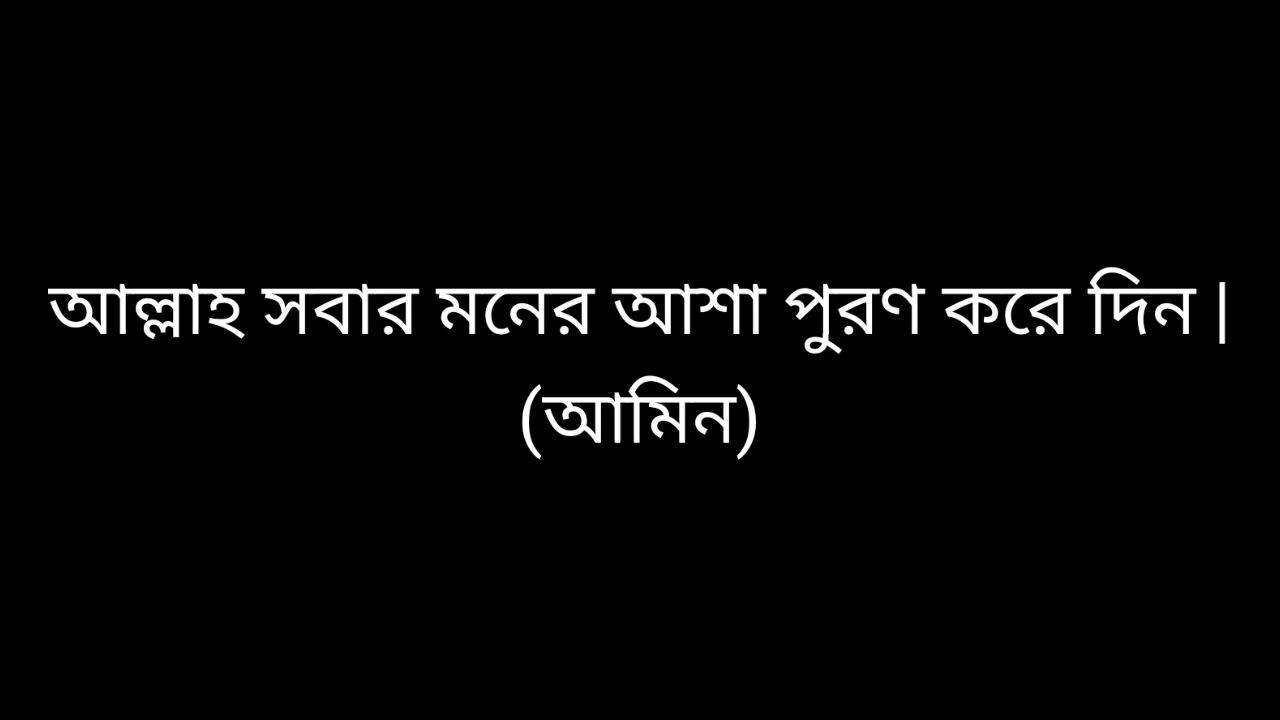 আল্লাহ সবার মনের আশা পুরণ করে দিন |
(আমিন)